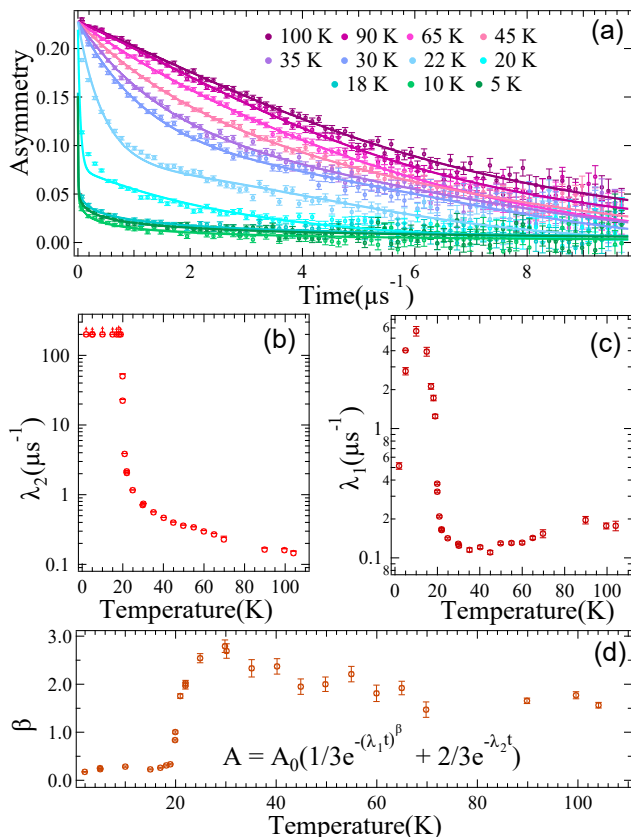 (a)
100 K 90 K 65 K 45 K
35 K 30 K 22 K 20 K
18 K 10 K 5 K
Asymmetry
0.20
0.15
0.10
0.05
0.00
0 2 4 6 8
Time(μs⁻¹)
(b)
λ₂(μs⁻¹)
100
10
1
0.1
0 20 40 60 80 100
Temperature(K)
(c)
λ₁(μs⁻¹)
6
4
2
1
8
6
4
2
0.1
8
0 20 40 60 80 100
Temperature(K)
(d)
β
3.0
2.0
1.0
0.0
A = A₀(1/3e^-(λ₁t)^β + 2/3e^-λ₂t)
20 40 60 80 100
Temperature(K)